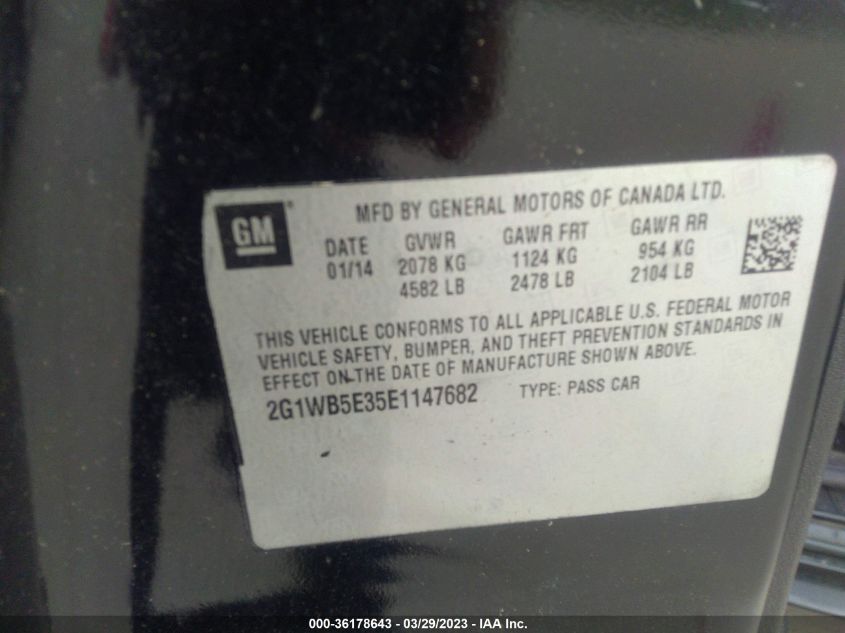 GM
MFD BY GENERAL MOTORS OF CANADA LTD.
DATE GVWR GAWR FRT GAWR RR
01/14 2078 KG 1124 KG 954 KG
4582 LB 2478 LB 2104 LB
THIS VEHICLE CONFORMS TO ALL APPLICABLE U.S. FEDERAL MOTOR
VEHICLE SAFETY, BUMPER, AND THEFT PREVENTION STANDARDS IN
EFFECT ON THE DATE OF MANUFACTURE SHOWN ABOVE.
2G1WB5E35E1147682 TYPE: PASS CAR
000-36178643 - 03/29/2023 - IAA Inc.